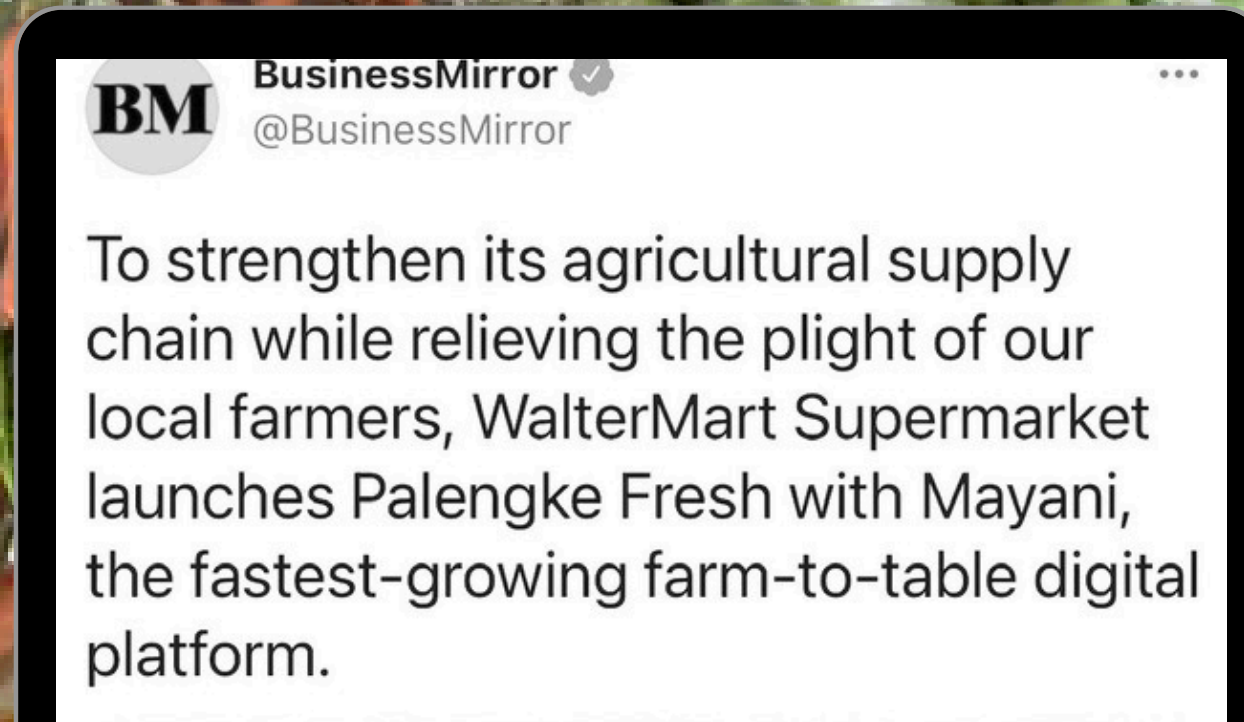 BM
BusinessMirror
@BusinessMirror
To strengthen its agricultural supply
chain while relieving the plight of our
local farmers, WalterMart Supermarket
launches Palengke Fresh with Mayani,
the fastest-growing farm-to-table digital
platform.